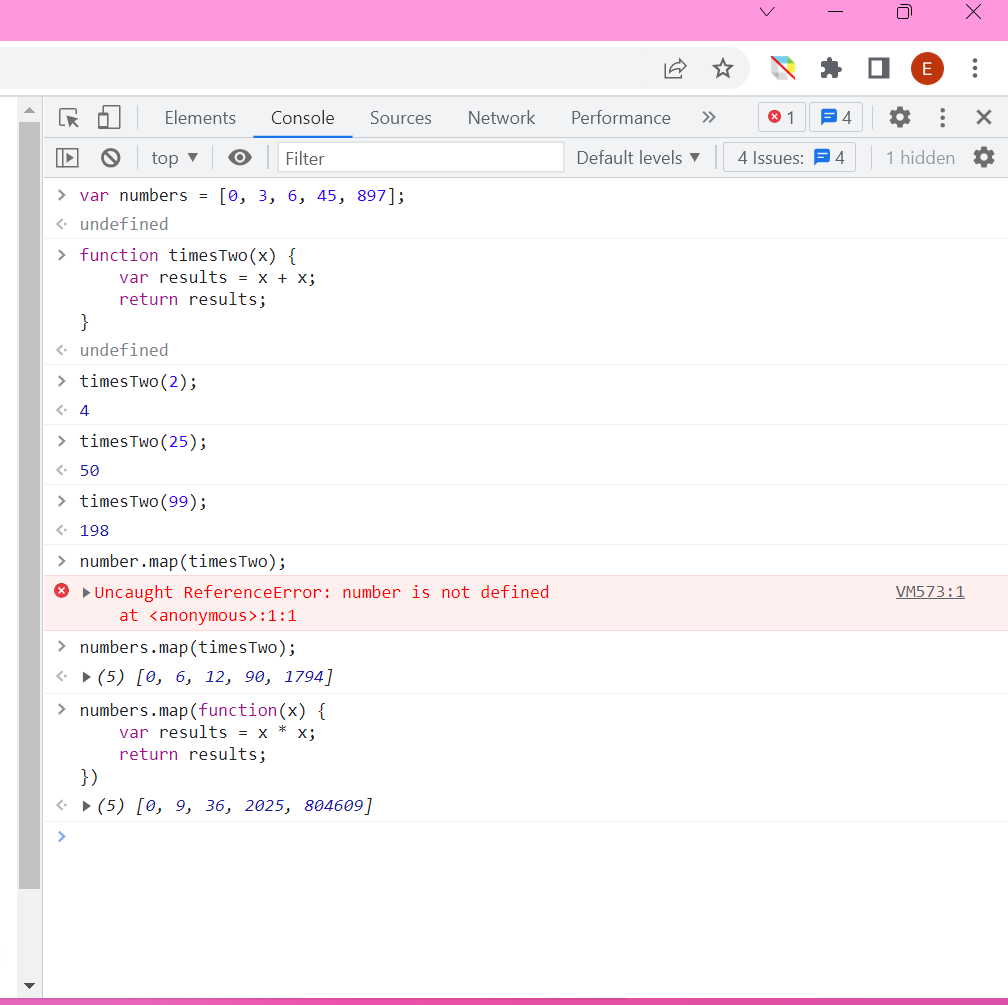 E
Elements Console Sources Network Performance » 1 4
top ▼ Filter Default levels ▼ 4 Issues: 4 1 hidden
> var numbers = [0, 3, 6, 45, 897];
undefined
> function timesTwo(x) {
var results = x + x;
return results;
}
undefined
> timesTwo(2);
4
> timesTwo(25);
50
> timesTwo(99);
198
> number.map(timesTwo);
▶Uncaught ReferenceError: number is not defined VM573:1
at <anonymous>:1:1
> numbers.map(timesTwo);
▶(5) [0, 6, 12, 90, 1794]
> numbers.map(function(x) {
var results = x * x;
return results;
})
▶(5) [0, 9, 36, 2025, 804609]
>